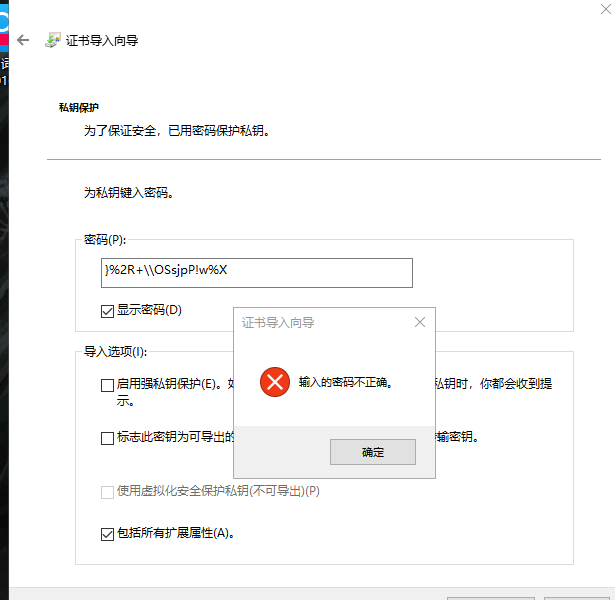 证书导入向导
词
01
私钥保护
为了保证安全，已用密码保护私钥。
为私钥键入密码。
密码(P):
}%2R+\\OSsjpP!w%X
显示密码(D)
证书导入向导
输入的密码不正确。
确定
导入选项(I):
启用强私钥保护(E)。
私钥时，你都会收到提
示。
标志此密钥为可导出的
输密钥。
使用虚拟化安全保护私钥(不可导出)(P)
包括所有扩展属性(A)。